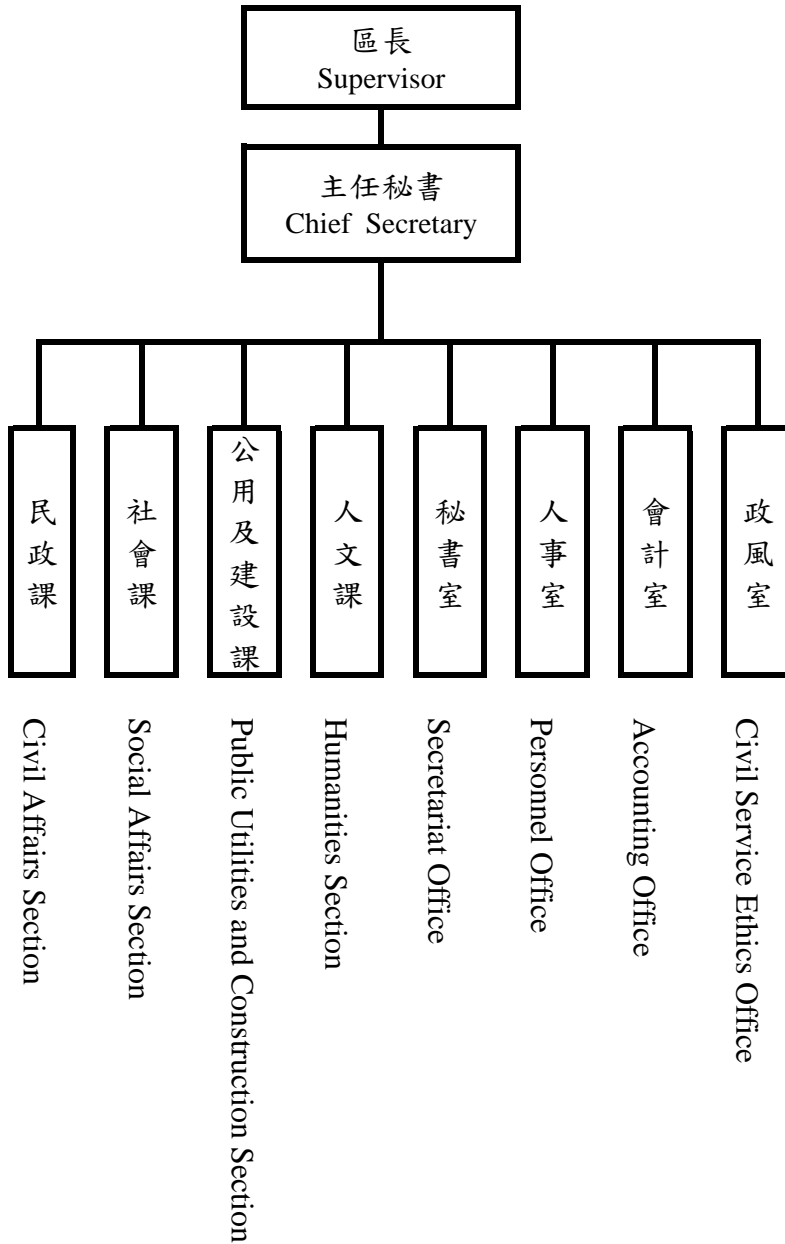 區長
Supervisor
主任秘書
Chief Secretary
民政課
社會課
公用及建設課
人文課
秘書室
人事室
會計室
政風室
Civil Affairs Section
Social Affairs Section
Public Utilities and Construction Section
Humanities Section
Secretariat Office
Personnel Office
Accounting Office
Civil Service Ethics Office